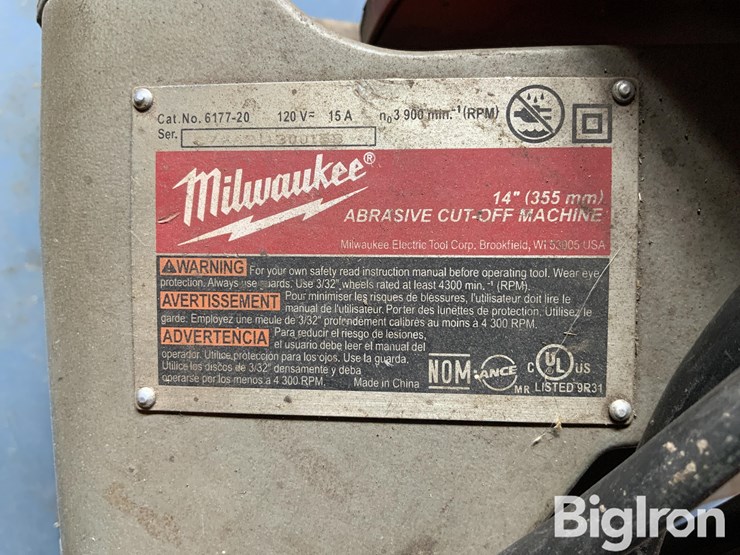 Cat. No. 6177-20 120 V= 15 A n₀3 900 min.⁻¹ (RPM)
Ser.
Milwaukee®
14" (355 mm)
ABRASIVE CUT-OFF MACHINE
Milwaukee Electric Tool Corp. Brookfield, WI 53005 USA
WARNING For your own safety read instruction manual before operating tool. Wear eye
protection. Always use guards. Use 3/32" wheels rated at least 4300 min. ⁻¹ (RPM).
AVERTISSEMENT Pour minimiser les risques de blessures, l'utilisateur doit lire le
manual de l'utilisateur. Porter des lunettes de protection. Utilisez le
garde. Employez une meule de 3/32" profondément calibrés au moins à 4 300 RPM.
ADVERTENCIA Para reducir el riesgo de lesiones,
el usuario debe leer el manual del
operador. Utilice protección para los ojos. Use la guarda.
Utilice los discos de 3/32" densamente y deba
operarse por los menos a 4 300 RPM.
Made in China
NOM ANCE MR C UL US
LISTED 9R31
BigIron